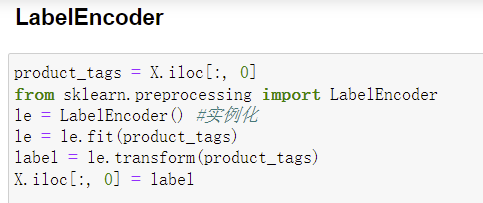 LabelEncoder
product_tags = X.iloc[:, 0]
from sklearn.preprocessing import LabelEncoder
le = LabelEncoder() #实例化
le = le.fit(product_tags)
label = le.transform(product_tags)
X.iloc[:, 0] = label